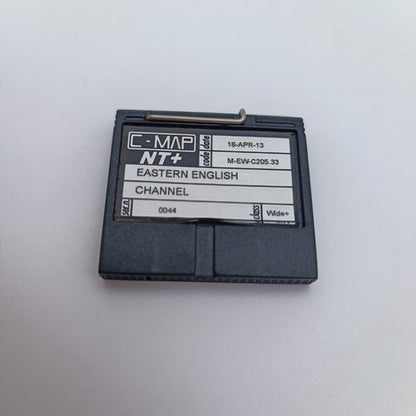 C-MAP date 16-APR-13
NT+ code M-EW-C205.33
EASTERN ENGLISH
CHANNEL
ser.n. 0044 class Wide+